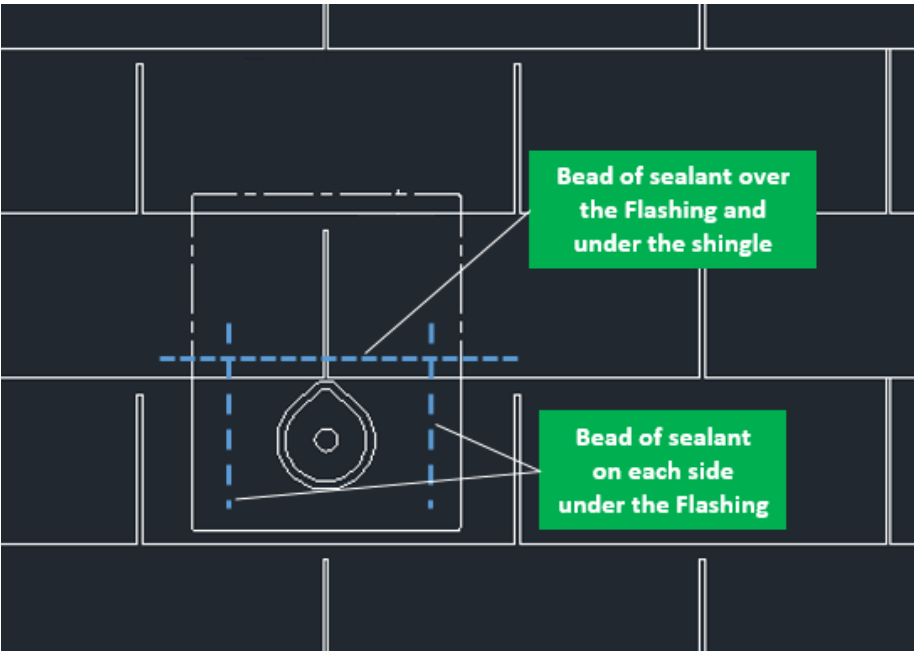 Bead of sealant over
the Flashing and
under the shingle
Bead of sealant
on each side
under the Flashing